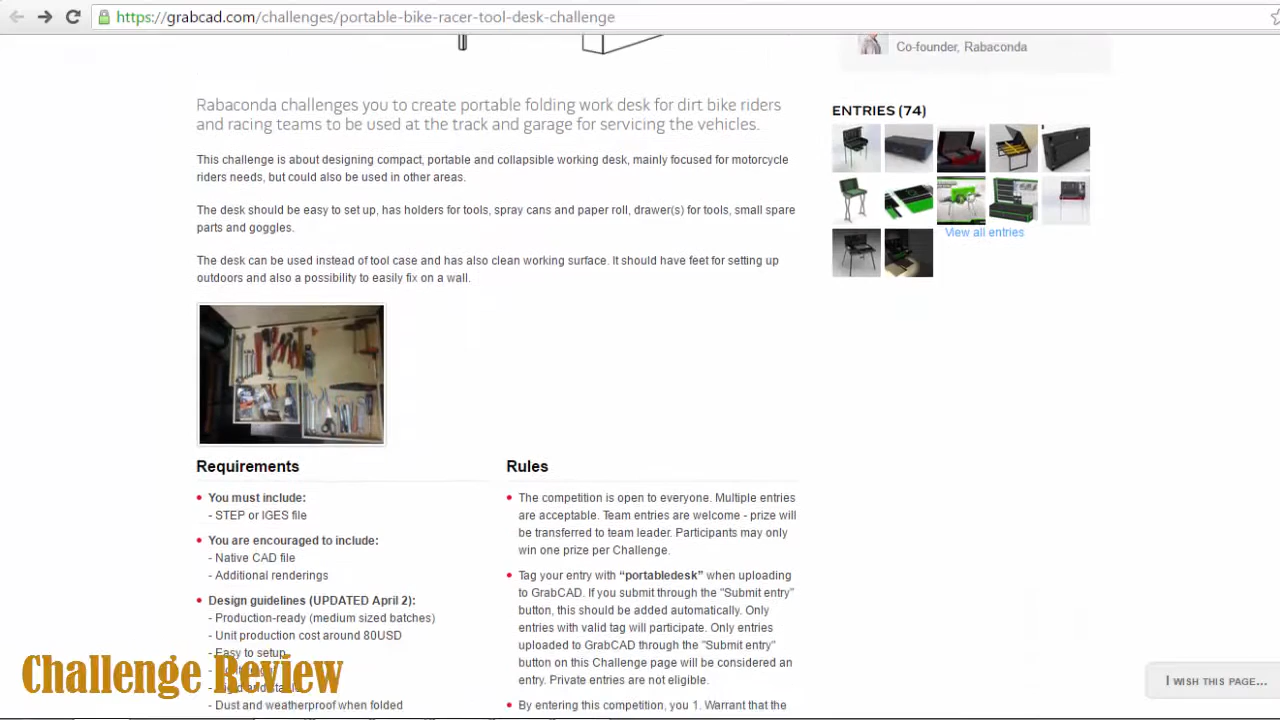 https://grabcad.com/challenges/portable-bike-racer-tool-desk-challenge
Co-founder, Rabaconda
Rabaconda challenges you to create portable folding work desk for dirt bike riders
and racing teams to be used at the track and garage for servicing the vehicles.
This challenge is about designing compact, portable and collapsible working desk, mainly focused for motorcycle
riders needs, but could also be used in other areas.
The desk should be easy to set up, has holders for tools, spray cans and paper roll, drawer(s) for tools, small spare
parts and goggles.
The desk can be used instead of tool case and has also clean working surface. It should have feet for setting up
outdoors and also a possibility to easily fix on a wall.
ENTRIES (74)
View all entries
Requirements
• You must include:
- STEP or IGES file
• You are encouraged to include:
- Native CAD file
- Additional renderings
• Design guidelines (UPDATED April 2):
- Production-ready (medium sized batches)
- Unit production cost around 80USD
- Easy to setup
- Dust and weatherproof when folded
Rules
• The competition is open to everyone. Multiple entries
are acceptable. Team entries are welcome - prize will
be transferred to team leader. Participants may only
win one prize per Challenge.
• Tag your entry with “portabledesk” when uploading
to GrabCAD. If you submit through the "Submit entry"
button, this should be added automatically. Only
entries with valid tag will participate. Only entries
uploaded to GrabCAD through the "Submit entry"
button on this Challenge page will be considered an
entry. Private entries are not eligible.
• By entering this competition, you 1. Warrant that the
Challenge Review
I WISH THIS PAGE...